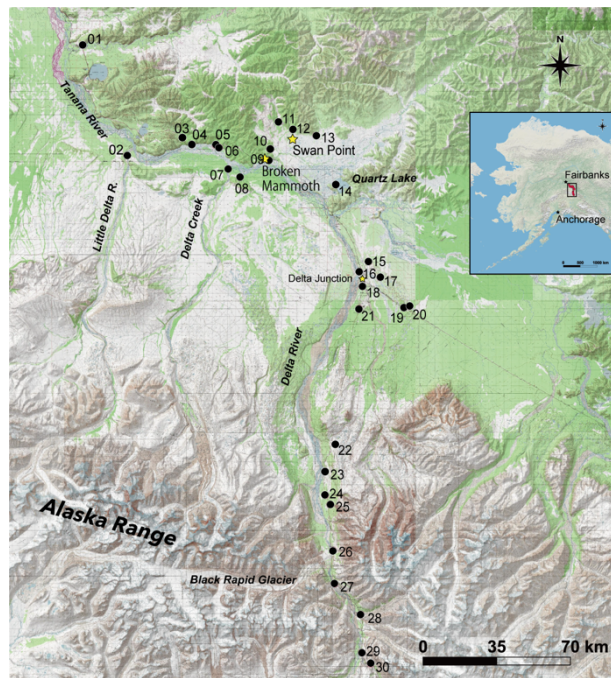 01
N
Tanana River
11
12
03
05
13
04
10
Swan Point
02
06
09
07
Broken
Mammoth
08
14
Quartz Lake
Fairbanks
Anchorage
Little Delta R.
Delta Creek
15
16
17
Delta Junction
18
21
19
20
Delta River
22
23
24
25
Alaska Range
26
Black Rapid Glacier
27
28
29
30
0 35 70 km